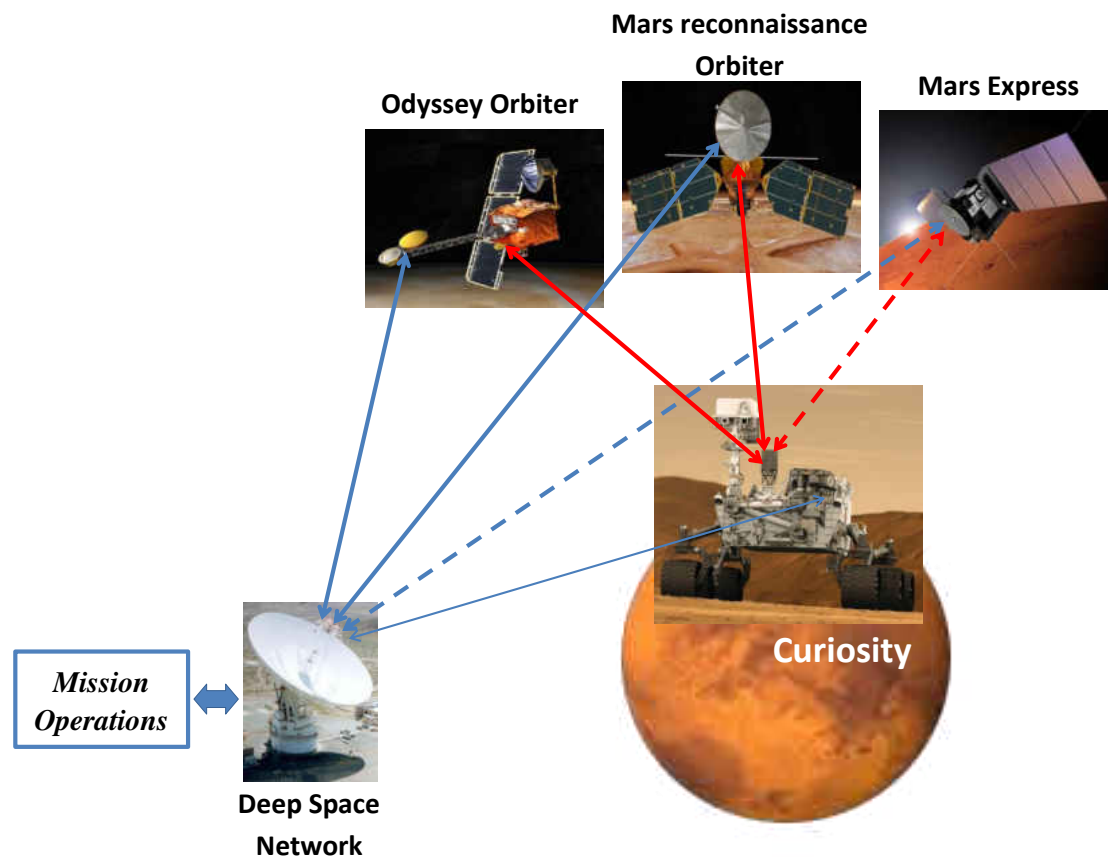 Mars reconnaissance
Orbiter
Odyssey Orbiter
Mars Express
Curiosity
Mission
Operations
Deep Space
Network